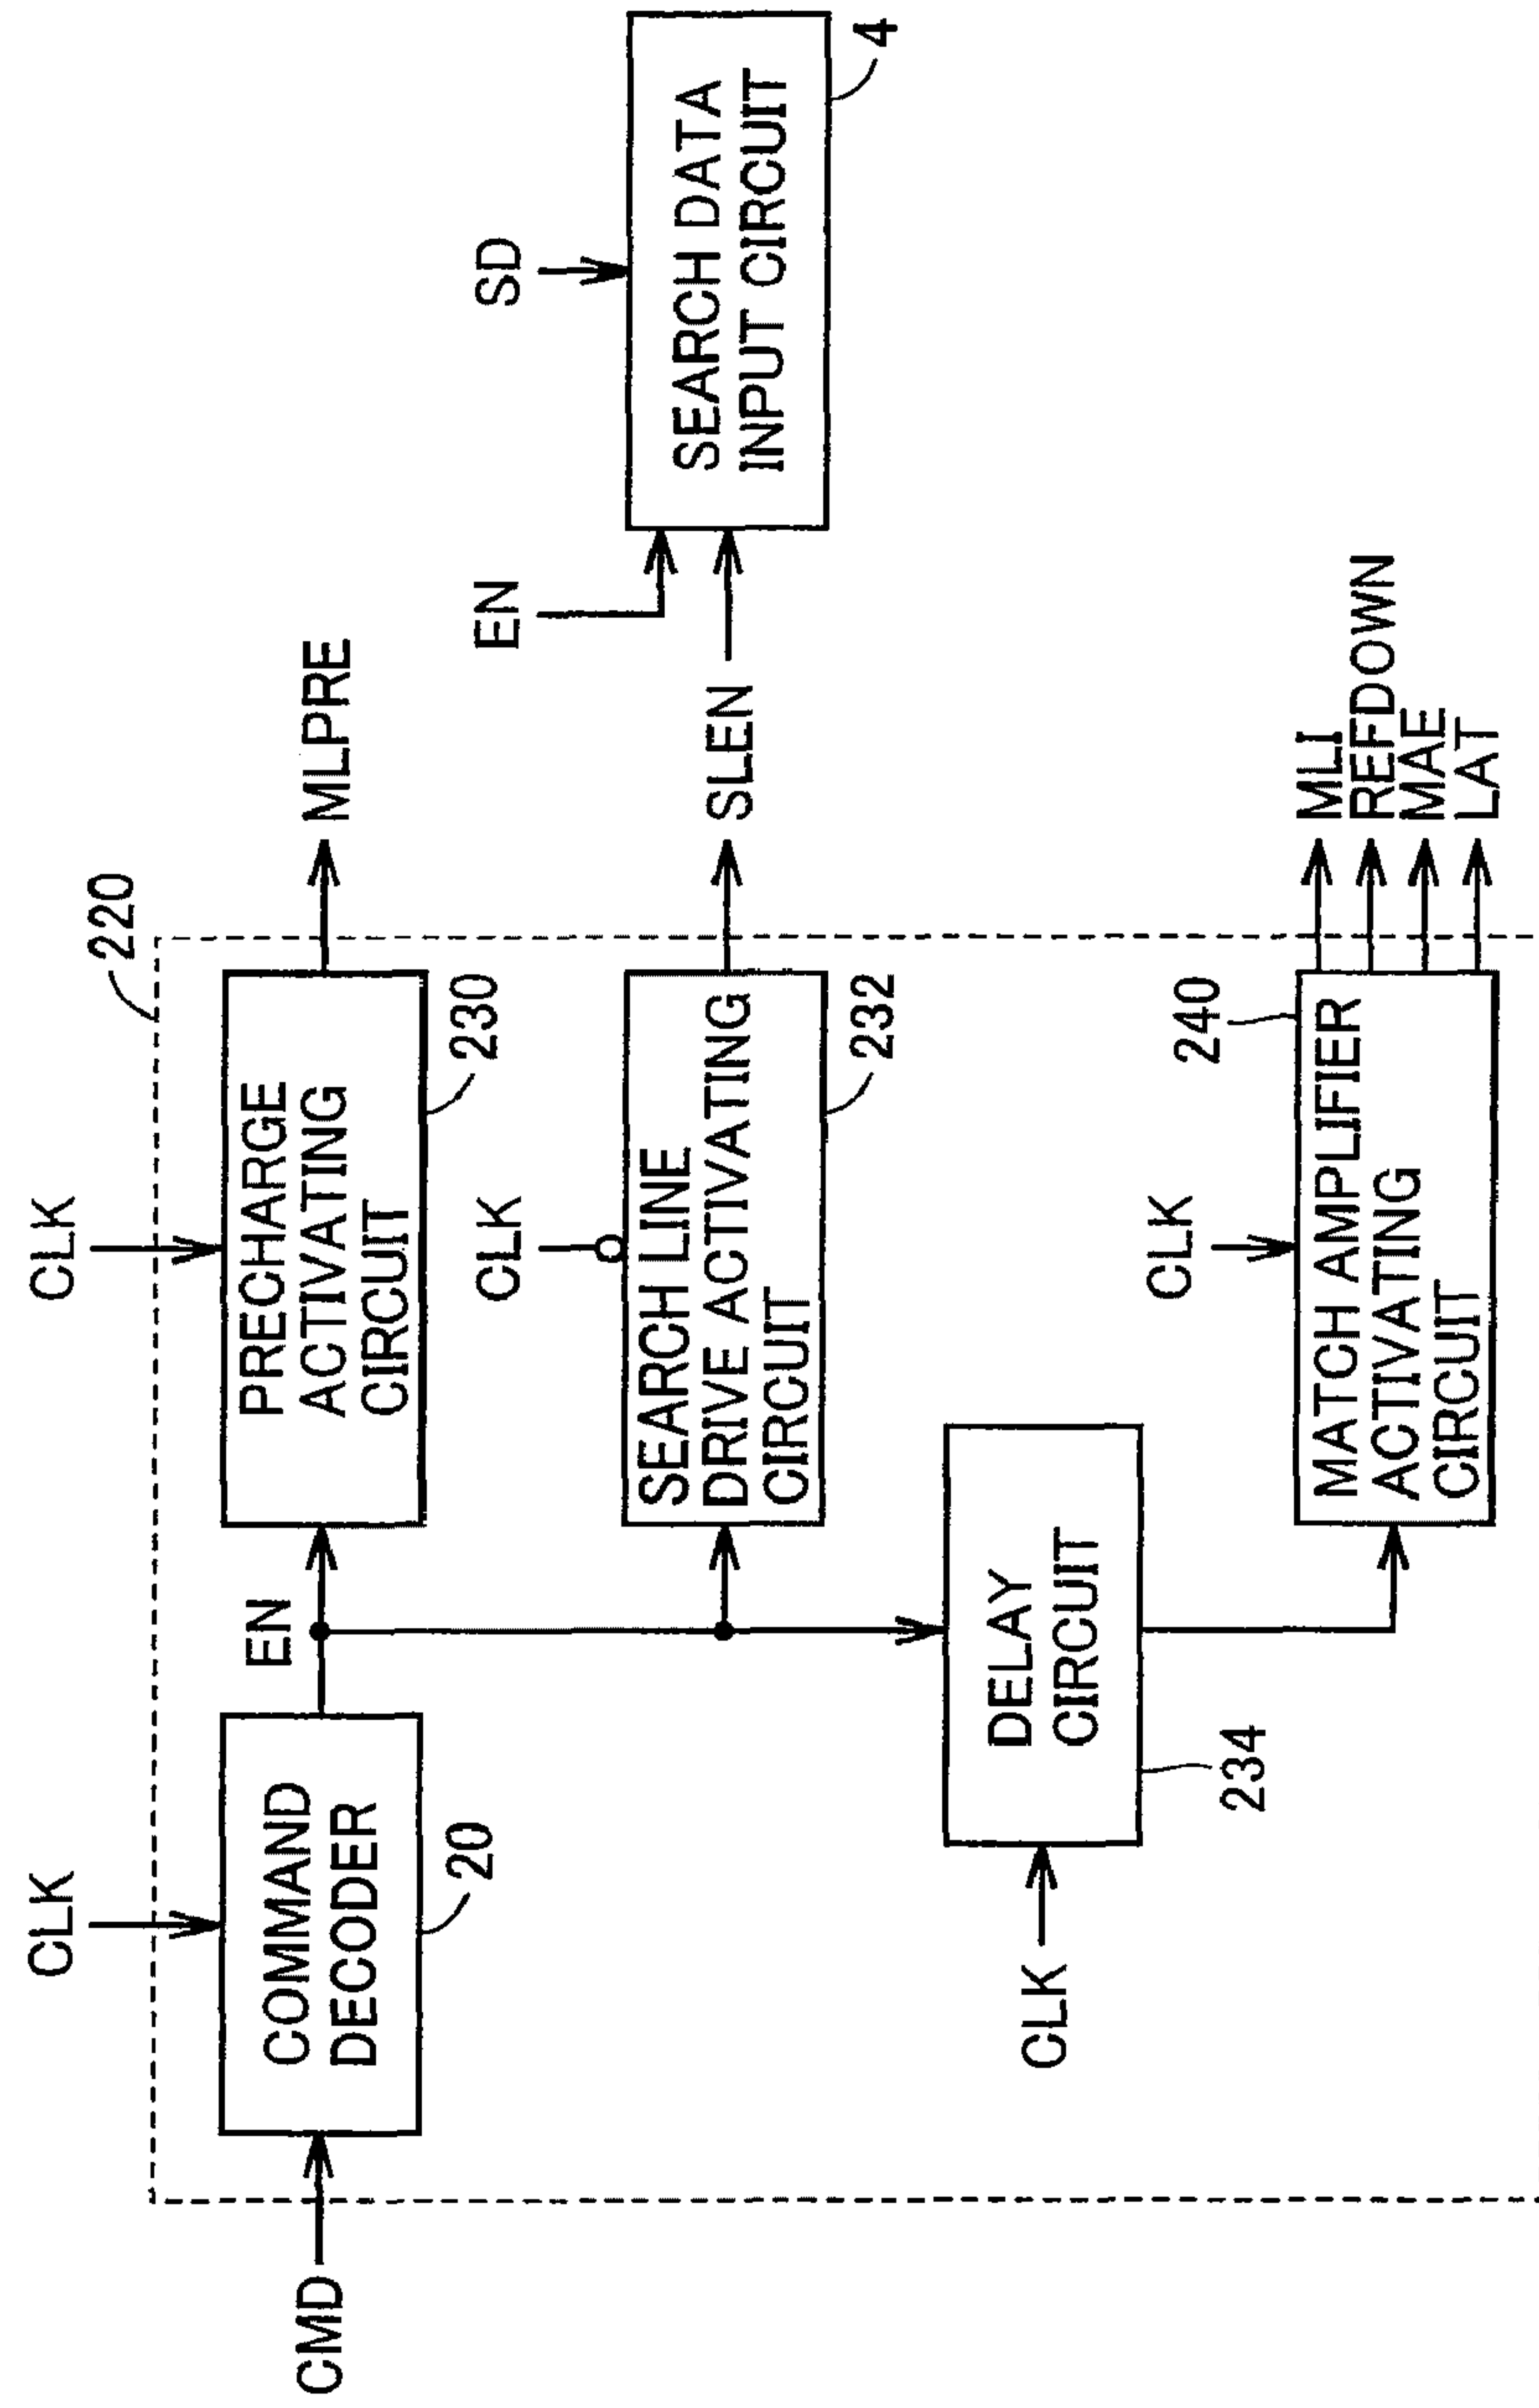 CLK
CLK
220
CMD
COMMAND
DECODER
20
EN
PRECHARGE
ACTIVATING
CIRCUIT
230
MLPRE
CLK
SEARCH LINE
DRIVE ACTIVATING
CIRCUIT
232
SLEN
EN
SD
SEARCH DATA
INPUT CIRCUIT
4
CLK
DELAY
CIRCUIT
234
CLK
MATCH AMPLIFIER
ACTIVATING
CIRCUIT
240
MLI
REFDOWN
MAE
LAT